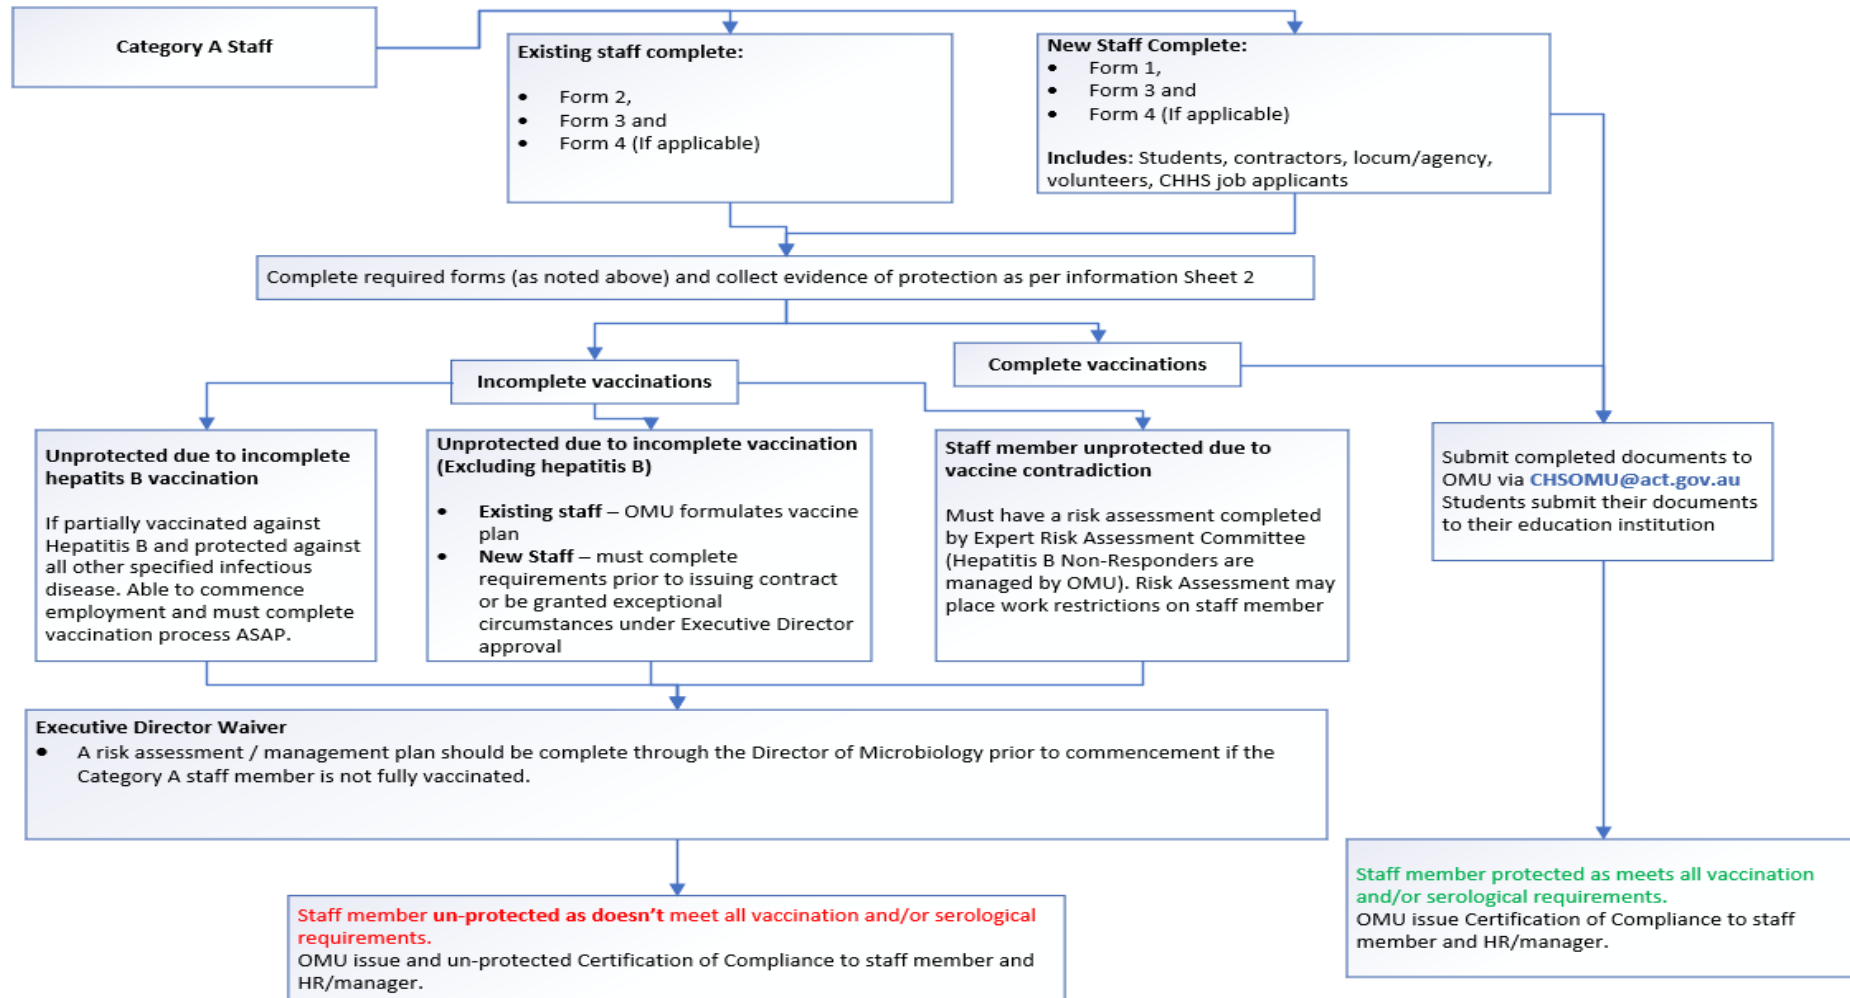 Category A Staff
Existing staff complete:
• Form 2,
• Form 3 and
• Form 4 (If applicable)
New Staff Complete:
• Form 1,
• Form 3 and
• Form 4 (If applicable)
Includes: Students, contractors, locum/agency,
volunteers, CHHS job applicants
Complete required forms (as noted above) and collect evidence of protection as per information Sheet 2
Incomplete vaccinations
Complete vaccinations
Unprotected due to incomplete
hepatits B vaccination
If partially vaccinated against
Hepatitis B and protected against
all other specified infectious
disease. Able to commence
employment and must complete
vaccination process ASAP.
Unprotected due to incomplete vaccination
(Excluding hepatitis B)
• Existing staff – OMU formulates vaccine
plan
• New Staff – must complete
requirements prior to issuing contract
or be granted exceptional
circumstances under Executive Director
approval
Staff member unprotected due to
vaccine contradiction
Must have a risk assessment completed
by Expert Risk Assessment Committee
(Hepatitis B Non-Responders are
managed by OMU). Risk Assessment may
place work restrictions on staff member
Submit completed documents to
OMU via CHSOMU@act.gov.au
Students submit their documents
to their education institution
Executive Director Waiver
• A risk assessment / management plan should be complete through the Director of Microbiology prior to commencement if the
Category A staff member is not fully vaccinated.
Staff member un-protected as doesn’t meet all vaccination and/or serological
requirements.
OMU issue and un-protected Certification of Compliance to staff member and
HR/manager.
Staff member protected as meets all vaccination
and/or serological requirements.
OMU issue Certification of Compliance to staff
member and HR/manager.